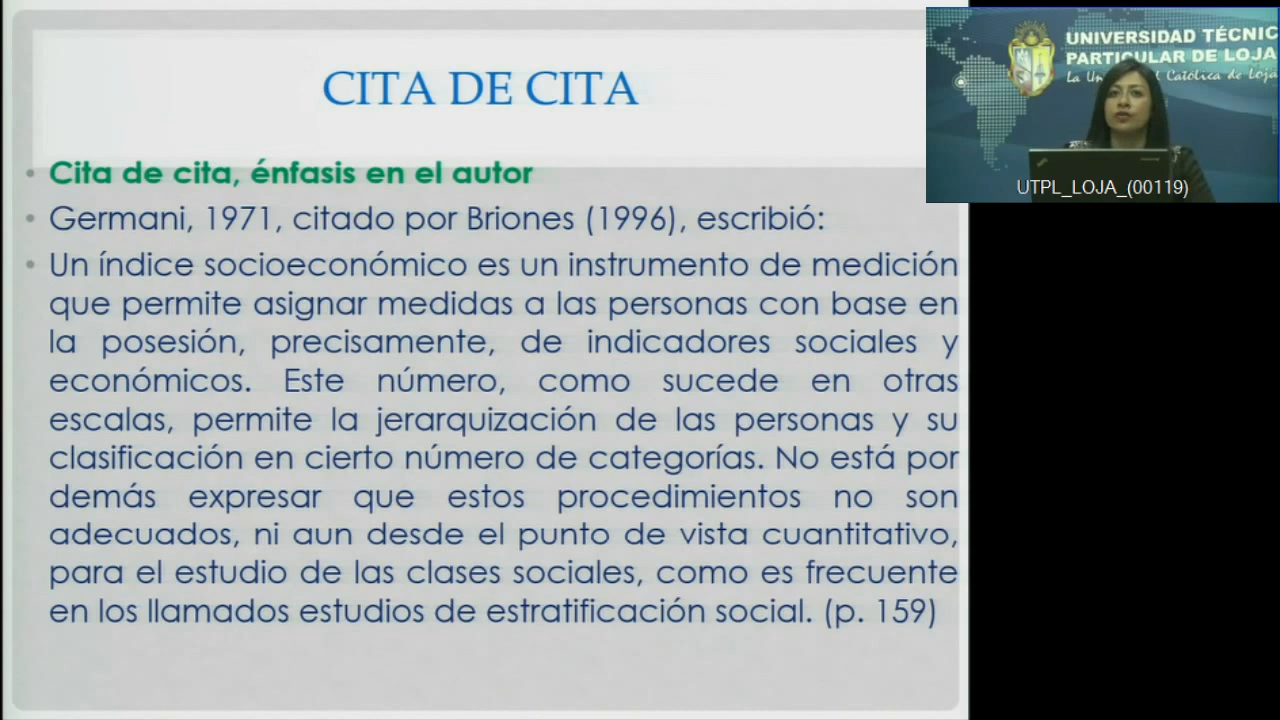 CITA DE CITA
Cita de cita, énfasis en el autor
Germani, 1971, citado por Briones (1996), escribió:
Un índice socioeconómico es un instrumento de medición
que permite asignar medidas a las personas con base en
la posesión, precisamente, de indicadores sociales y
económicos. Este número, como sucede en otras
escalas, permite la jerarquización de las personas y su
clasificación en cierto número de categorías. No está por
demás expresar que estos procedimientos no son
adecuados, ni aun desde el punto de vista cuantitativo,
para el estudio de las clases sociales, como es frecuente
en los llamados estudios de estratificación social. (p. 159)
UNIVERSIDAD TÉCNIC
PARTICULAR DE LOJA
La Católica de Loja
UTPL_LOJA_(00119)